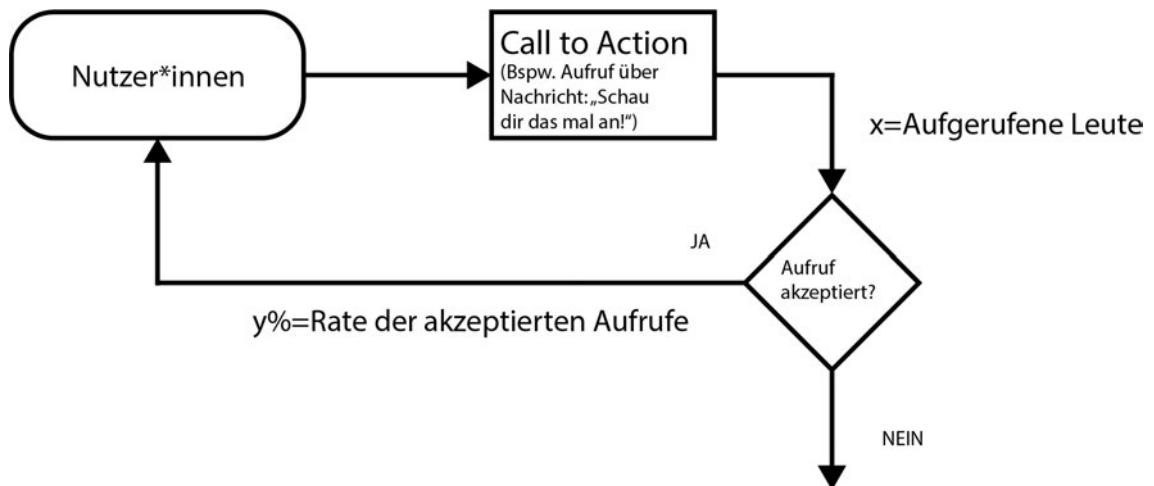 Nutzer*innen
Call to Action
(Bspw. Aufruf über
Nachricht:„Schau
dir das mal an!“)
x=Aufgerufene Leute
JA
Aufruf
akzeptiert?
y%=Rate der akzeptierten Aufrufe
NEIN